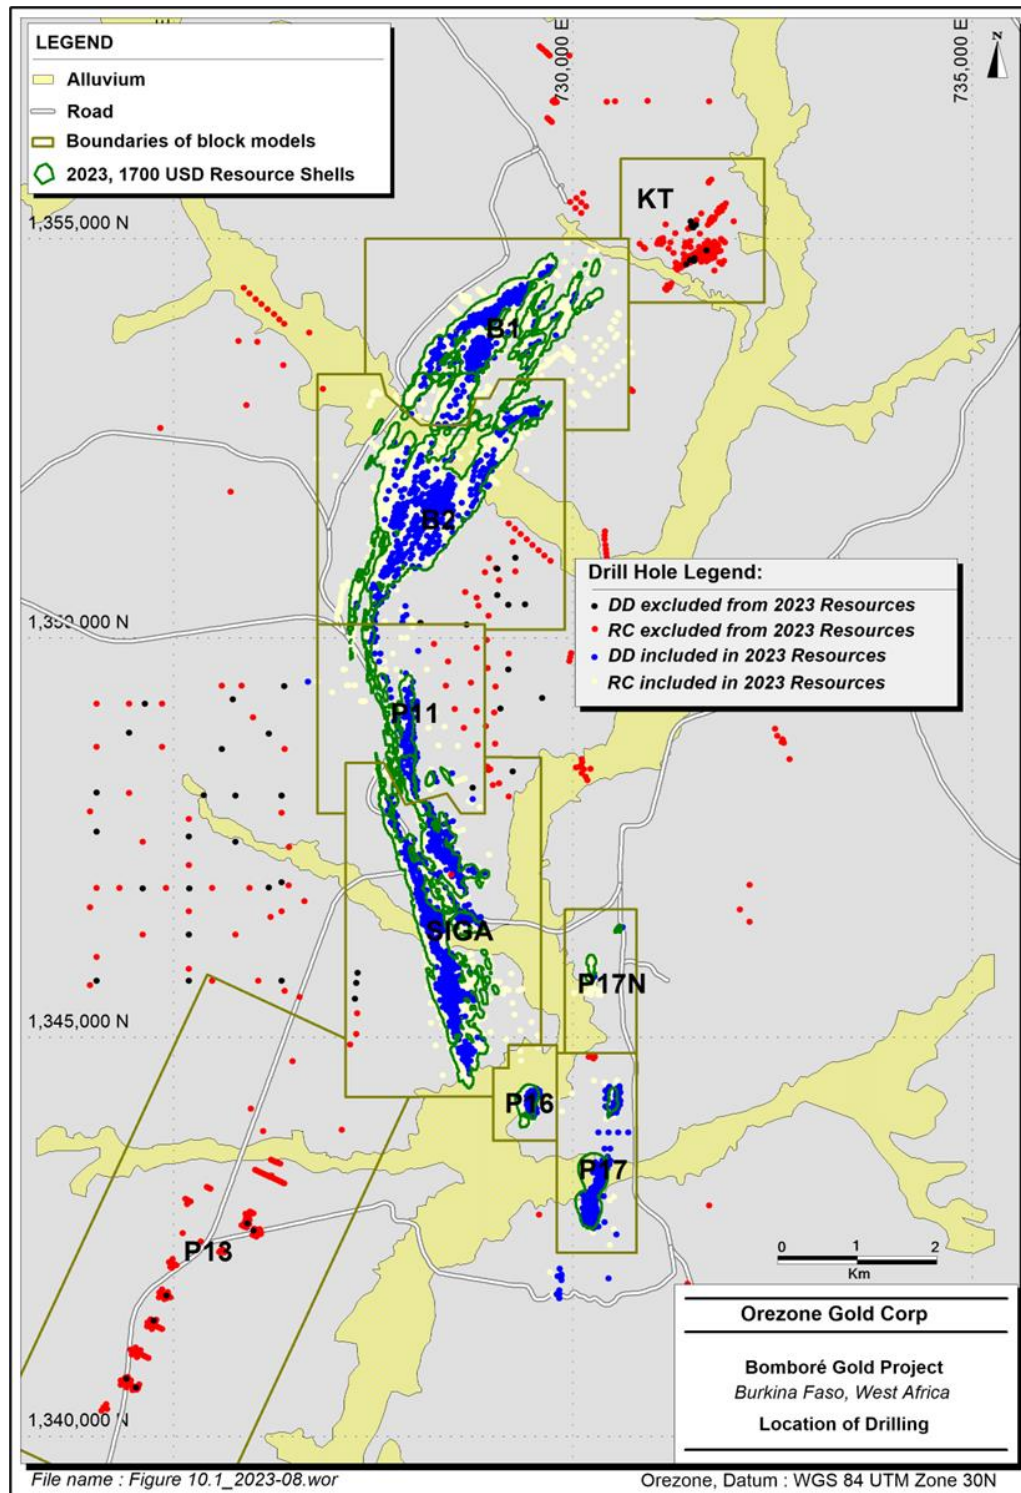 LEGEND
Alluvium
Road
Boundaries of block models
2023, 1700 USD Resource Shells
730,000 E
735,000 E
N
1,355,000 N
KT
B1
B2
Drill Hole Legend:
DD excluded from 2023 Resources
RC excluded from 2023 Resources
DD included in 2023 Resources
RC included in 2023 Resources
1,350,000 N
P11
SIGA
P17N
1,345,000 N
P16
P17
P13
0 1 2
Km
Orezone Gold Corp
Bomboré Gold Project
Burkina Faso, West Africa
Location of Drilling
1,340,000 N
File name : Figure 10.1_2023-08.wor
Orezone, Datum : WGS 84 UTM Zone 30N